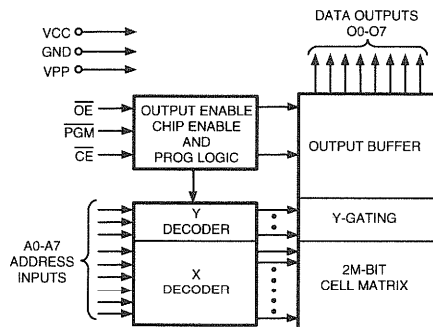 DATA OUTPUTS
O0-O7
VCC
GND
VPP
OE
PGM
CE
OUTPUT ENABLE
CHIP ENABLE
AND
PROG LOGIC
OUTPUT BUFFER
A0-A7
ADDRESS
INPUTS
Y
DECODER
Y-GATING
X
DECODER
2M-BIT
CELL MATRIX